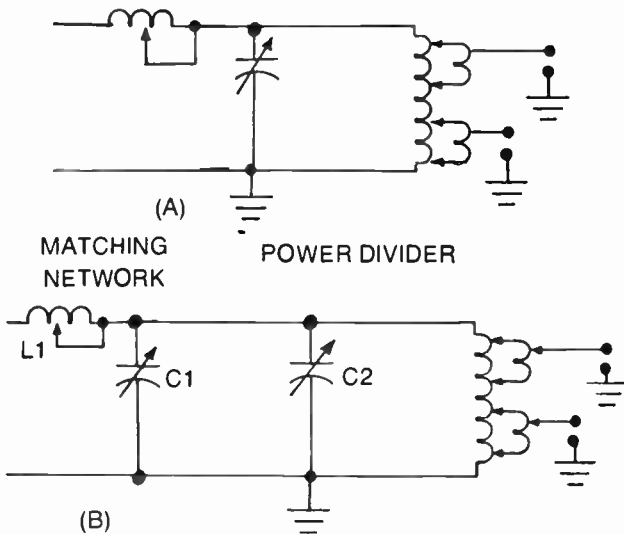 (A)
MATCHING
NETWORK
POWER DIVIDER
L1
C1
C2
(B)